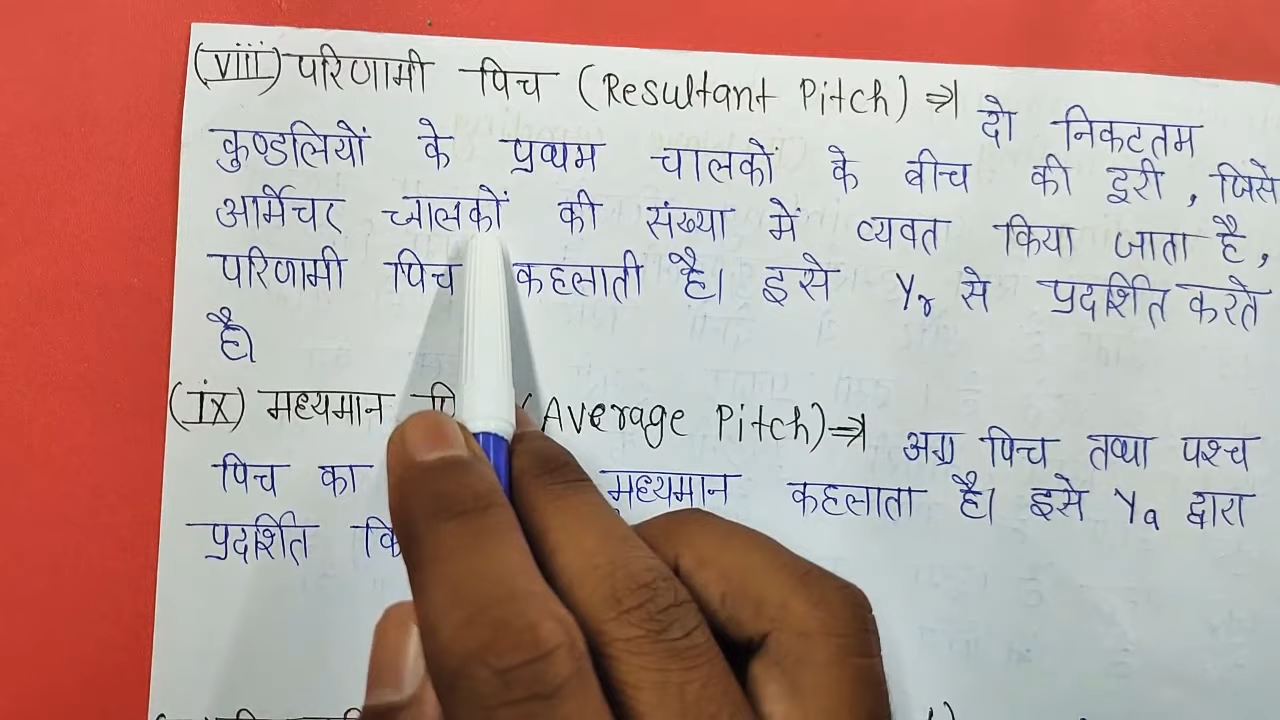 (viii) परिणामी पिच (Resultant Pitch) ⇒ दो निकटतम
कुण्डलियों के प्रथम चालकों के बीच की दूरी, जिसे
आर्मेचर चालकों की संख्या में व्यक्त किया जाता है,
परिणामी पिच कहलाती है। इसे Yr से प्रदर्शित करते
है।
(ix) मध्यमान (Average Pitch) ⇒ अग्र पिच तथा पश्च
पिच का मध्यमान कहलाता है। इसे Ya द्वारा
प्रदर्शित